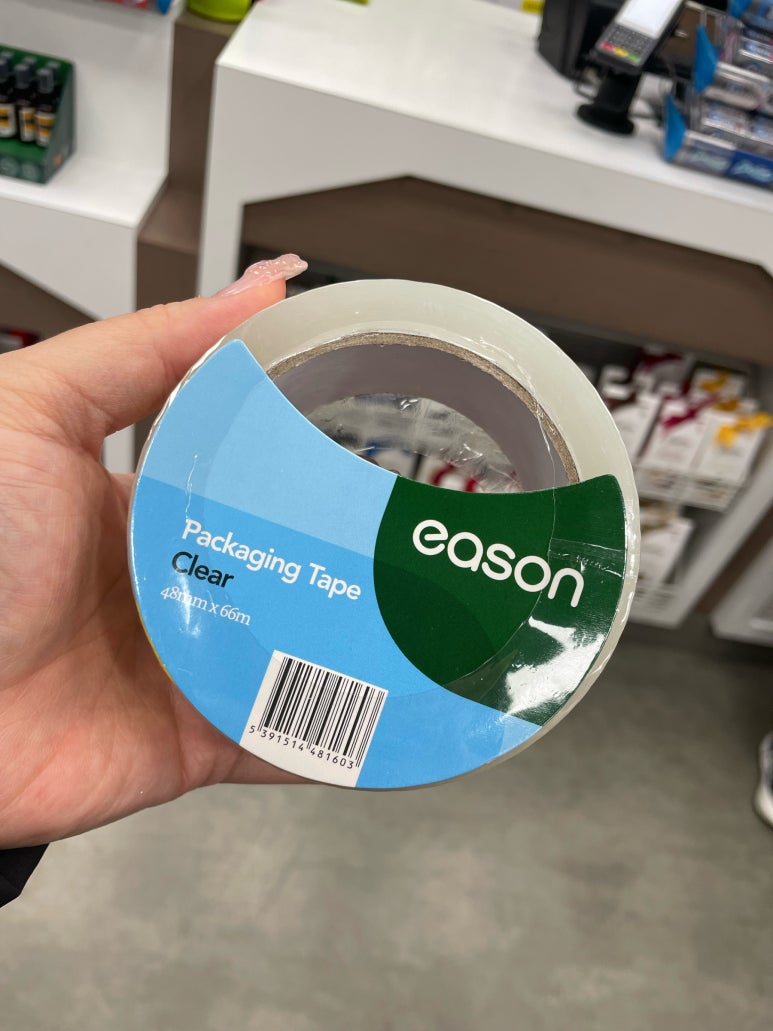 eason
Packaging Tape
Clear
48mm x 66m
5 391514 481603